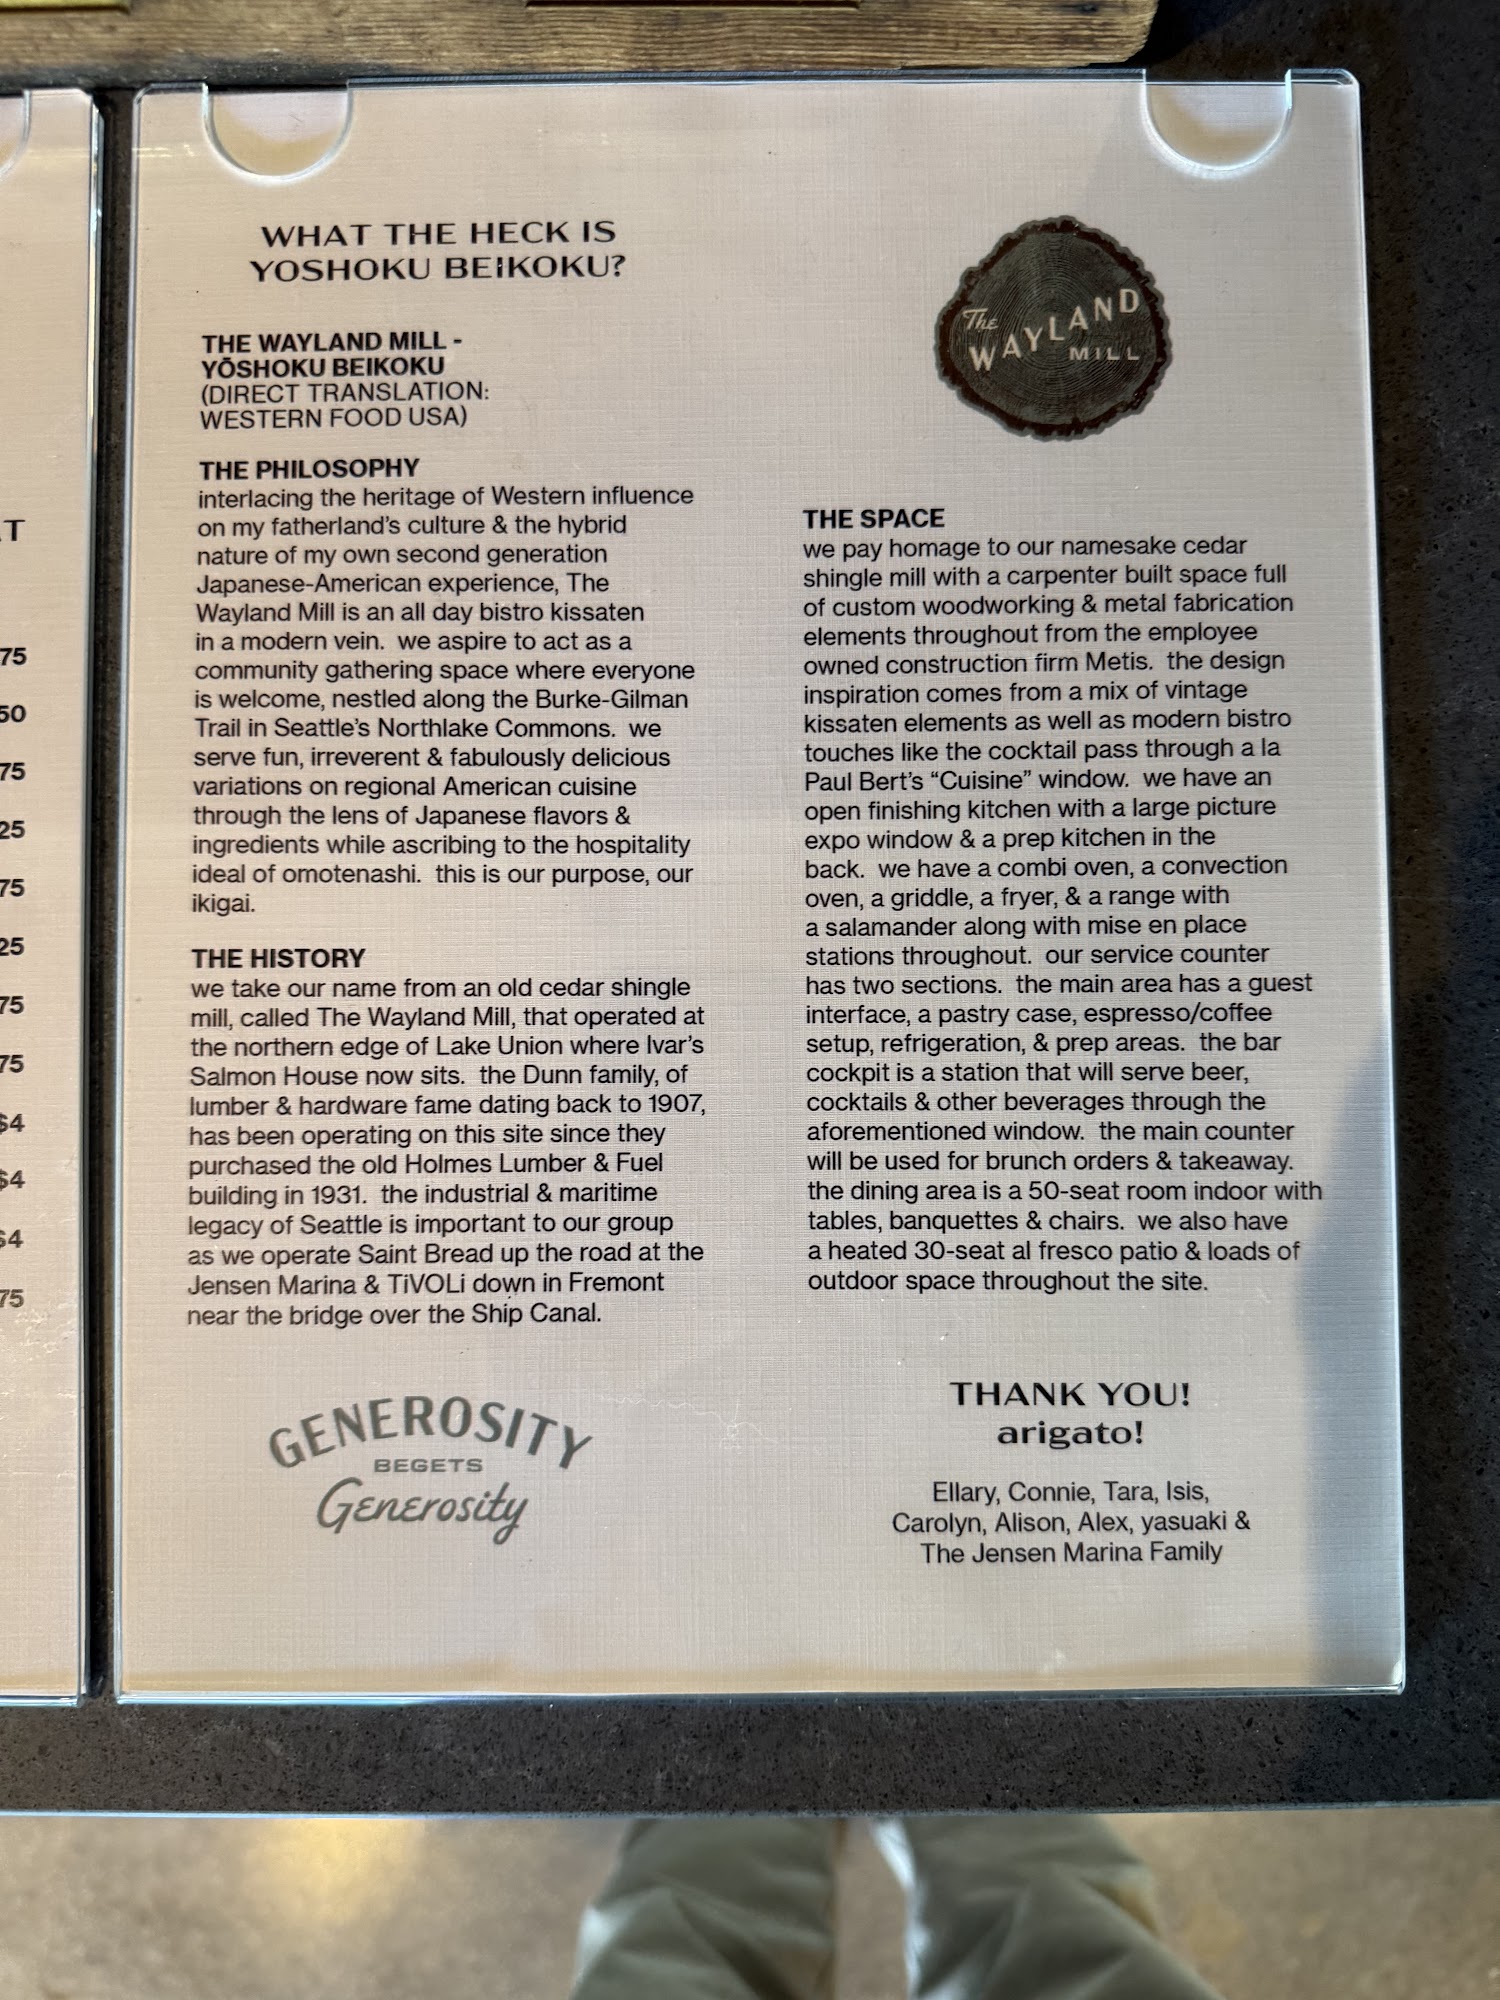 AT
75
50
75
25
75
25
75
75
$4
$4
$4
75
WHAT THE HECK IS
YOSHOKU BEIKOKU?
THE WAYLAND MILL -
YŌSHOKU BEIKOKU
(DIRECT TRANSLATION:
WESTERN FOOD USA)
THE PHILOSOPHY
interlacing the heritage of Western influence
on my fatherland's culture & the hybrid
nature of my own second generation
Japanese-American experience, The
Wayland Mill is an all day bistro kissaten
in a modern vein. we aspire to act as a
community gathering space where everyone
is welcome, nestled along the Burke-Gilman
Trail in Seattle's Northlake Commons. we
serve fun, irreverent & fabulously delicious
variations on regional American cuisine
through the lens of Japanese flavors &
ingredients while ascribing to the hospitality
ideal of omotenashi. this is our purpose, our
ikigai.
THE HISTORY
we take our name from an old cedar shingle
mill, called The Wayland Mill, that operated at
the northern edge of Lake Union where Ivar's
Salmon House now sits. the Dunn family, of
lumber & hardware fame dating back to 1907,
has been operating on this site since they
purchased the old Holmes Lumber & Fuel
building in 1931. the industrial & maritime
legacy of Seattle is important to our group
as we operate Saint Bread up the road at the
Jensen Marina & TiVOLi down in Fremont
near the bridge over the Ship Canal.
GENEROSITY
BEGETS
Generosity
The
WAYLAND
MILL
THE SPACE
we pay homage to our namesake cedar
shingle mill with a carpenter built space full
of custom woodworking & metal fabrication
elements throughout from the employee
owned construction firm Metis. the design
inspiration comes from a mix of vintage
kissaten elements as well as modern bistro
touches like the cocktail pass through a la
Paul Bert's “Cuisine” window. we have an
open finishing kitchen with a large picture
expo window & a prep kitchen in the
back. we have a combi oven, a convection
oven, a griddle, a fryer, & a range with
a salamander along with mise en place
stations throughout. our service counter
has two sections. the main area has a guest
interface, a pastry case, espresso/coffee
setup, refrigeration, & prep areas. the bar
cockpit is a station that will serve beer,
cocktails & other beverages through the
aforementioned window. the main counter
will be used for brunch orders & takeaway.
the dining area is a 50-seat room indoor with
tables, banquettes & chairs. we also have
a heated 30-seat al fresco patio & loads of
outdoor space throughout the site.
THANK YOU!
arigato!
Ellary, Connie, Tara, Isis,
Carolyn, Alison, Alex, yasuaki &
The Jensen Marina Family